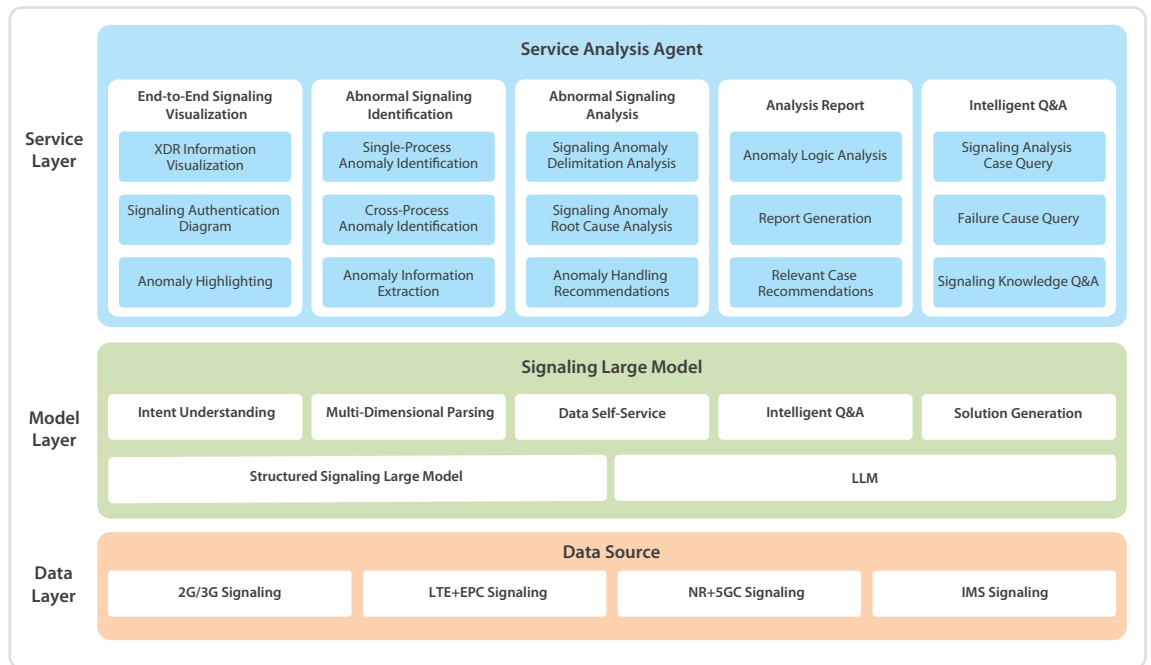 Service Analysis Agent
Service
Layer
End-to-End Signaling
Visualization
XDR Information
Visualization
Signaling Authentication
Diagram
Anomaly Highlighting
Abnormal Signaling
Identification
Single-Process
Anomaly Identification
Cross-Process
Anomaly Identification
Anomaly Information
Extraction
Abnormal Signaling
Analysis
Signaling Anomaly
Delimitation Analysis
Signaling Anomaly
Root Cause Analysis
Anomaly Handling
Recommendations
Analysis Report
Anomaly Logic Analysis
Report Generation
Relevant Case
Recommendations
Intelligent Q&A
Signaling Analysis
Case Query
Failure Cause Query
Signaling Knowledge Q&A
Signaling Large Model
Model
Layer
Intent Understanding
Multi-Dimensional Parsing
Data Self-Service
Intelligent Q&A
Solution Generation
Structured Signaling Large Model
LLM
Data Source
Data
Layer
2G/3G Signaling
LTE+EPC Signaling
NR+5GC Signaling
IMS Signaling